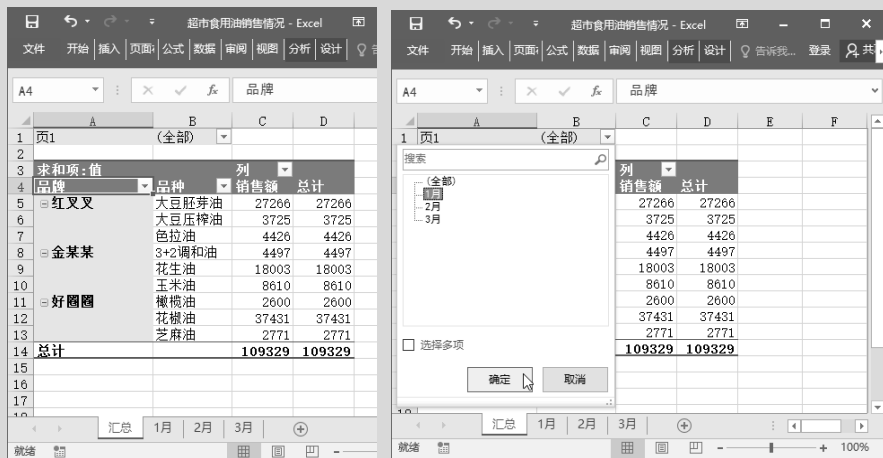 超市食用油销售情况 - Excel
文件 开始 插入 页面 公式 数据 审阅 视图 分析 设计
A4 fx 品牌
A B C D
1 页1 (全部)
2
3 求和项:值 列
4 品牌 品种 销售额 总计
5 红叉叉 大豆胚芽油 27266 27266
6 大豆压榨油 3725 3725
7 色拉油 4426 4426
8 金某某 3+2调和油 4497 4497
9 花生油 18003 18003
10 玉米油 8610 8610
11 好圈圈 橄榄油 2600 2600
12 花椒油 37431 37431
13 芝麻油 2771 2771
14 总计 109329 109329
15
16
17
汇总 1月 2月 3月
就绪
超市食用油销售情况 - Excel
文件 开始 插入 页面 公式 数据 审阅 视图 分析 设计 告诉我... 登录 共
A4 fx 品牌
A B C D E F
1 页1 (全部)
搜索
(全部)
1月
2月
3月
选择多项
确定 取消
列
销售额 总计
27266 27266
3725 3725
4426 4426
4497 4497
18003 18003
8610 8610
2600 2600
37431 37431
2771 2771
109329 109329
汇总 1月 2月 3月
就绪 100%